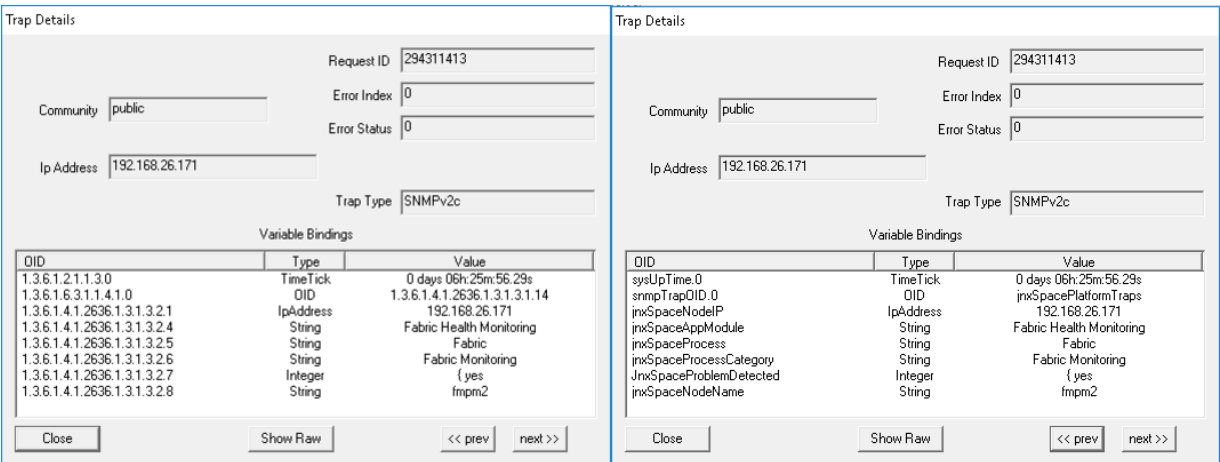 Trap Details
Request ID 294311413
Error Index 0
Community public
Error Status 0
Ip Address 192.168.26.171
Trap Type SNMPv2c
Variable Bindings
OID Type Value
1.3.6.1.2.1.1.3.0 TimeTick 0 days 06h:25m:56.29s
1.3.6.1.6.3.1.1.4.1.0 OID 1.3.6.1.4.1.2636.1.3.1.3.1.14
1.3.6.1.4.1.2636.1.3.1.3.2.1 IpAddress 192.168.26.171
1.3.6.1.4.1.2636.1.3.1.3.2.4 String Fabric Health Monitoring
1.3.6.1.4.1.2636.1.3.1.3.2.5 String Fabric
1.3.6.1.4.1.2636.1.3.1.3.2.6 String Fabric Monitoring
1.3.6.1.4.1.2636.1.3.1.3.2.7 Integer { yes
1.3.6.1.4.1.2636.1.3.1.3.2.8 String fmpm2
Close Show Raw << prev next >>
Trap Details
Request ID 294311413
Error Index 0
Community public
Error Status 0
Ip Address 192.168.26.171
Trap Type SNMPv2c
Variable Bindings
OID Type Value
sysUpTime.0 TimeTick 0 days 06h:25m:56.29s
snmpTrapOID.0 OID jnxSpacePlatformTraps
jnxSpaceNodeIP IpAddress 192.168.26.171
jnxSpaceAppModule String Fabric Health Monitoring
jnxSpaceProcess String Fabric
jnxSpaceProcessCategory String Fabric Monitoring
JnxSpaceProblemDetected Integer { yes
jnxSpaceNodeName String fmpm2
Close Show Raw << prev next >>